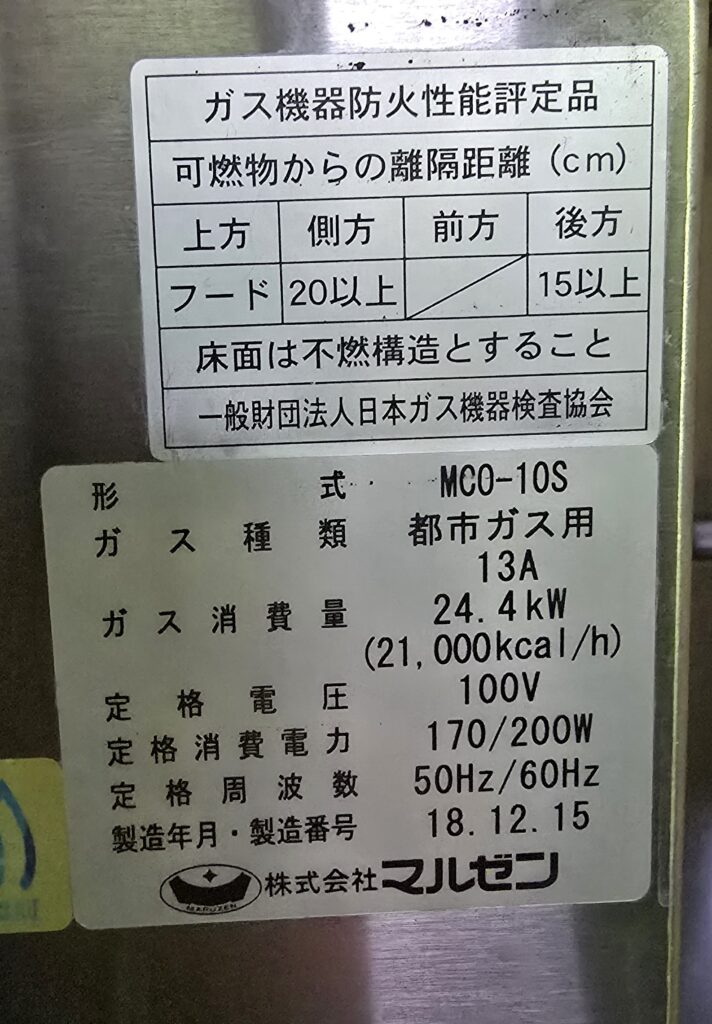 ガス機器防火性能評定品
可燃物からの離隔距離（cm）
上方 側方 前方 後方
フード 20以上 15以上
床面は不燃構造とすること
一般財団法人日本ガス機器検査協会
形式 MCO-10S
ガス種類 都市ガス用
13A
ガス消費量 24.4kW
(21,000kcal/h)
定格電圧 100V
定格消費電力 170/200W
定格周波数 50Hz/60Hz
製造年月・製造番号 18.12.15
MARUZEN 株式会社マルゼン